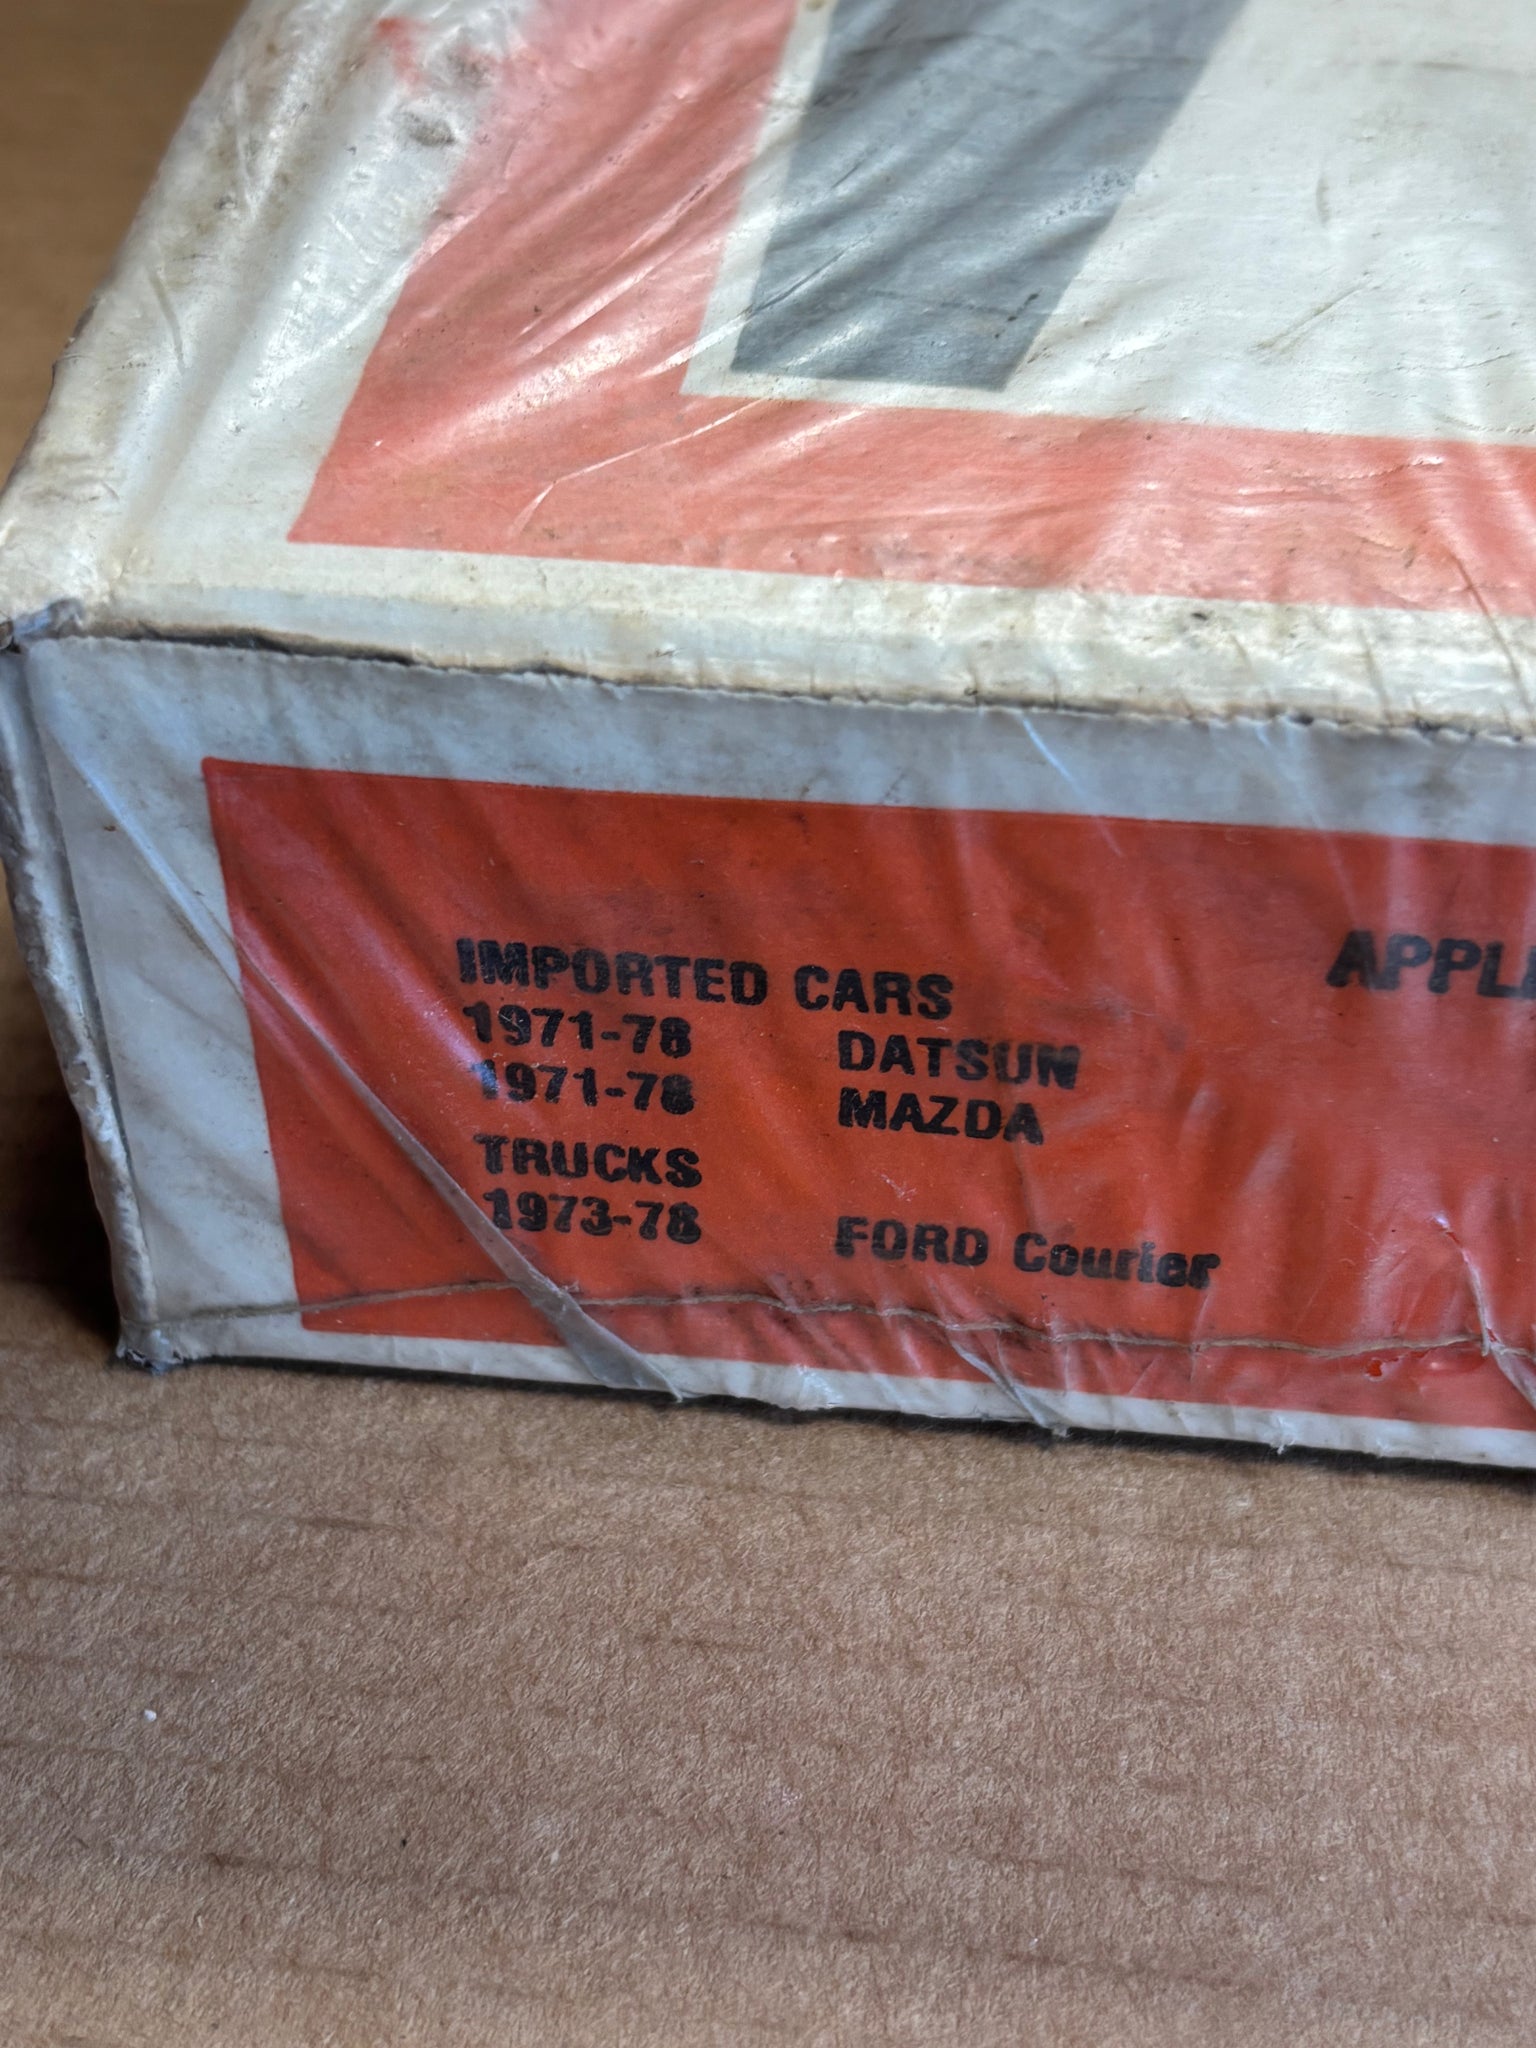 IMPORTED CARS
1971-78 DATSUN
1971-78 MAZDA
TRUCKS
1973-78 FORD Courier